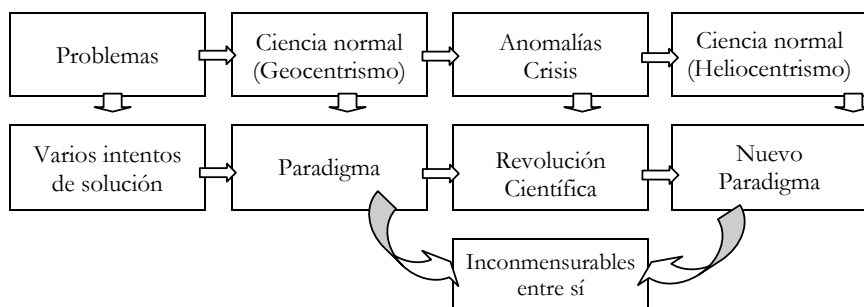 Problemas
Ciencia normal
(Geocentrismo)
Anomalías
Crisis
Ciencia normal
(Heliocentrismo)
Varios intentos
de solución
Paradigma
Revolución
Científica
Nuevo
Paradigma
Inconmensurables
entre sí